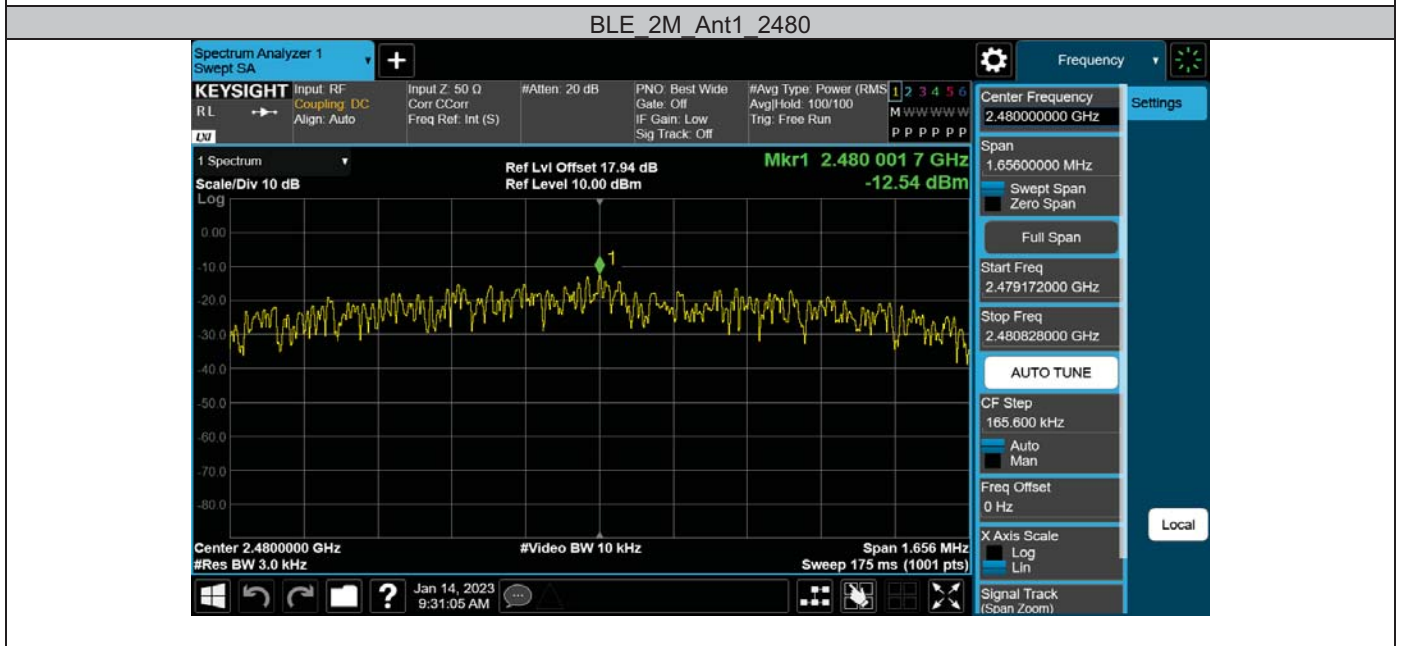 BLE_2M_Ant1_2480
Spectrum Analyzer 1
Swept SA
+
Frequency
KEYSIGHT
RL
LXI
Input: RF
Coupling: DC
Align: Auto
Input Z: 50 Ω
Corr CCorr
Freq Ref: Int (S)
#Atten: 20 dB
PNO: Best Wide
Gate: Off
IF Gain: Low
Sig Track: Off
#Avg Type: Power (RMS
Avg|Hold: 100/100
Trig: Free Run
1 2 3 4 5 6
M W W W W W
P P P P P P
Center Frequency
2.480000000 GHz
Settings
Span
1.65600000 MHz
Swept Span
Zero Span
Full Span
Start Freq
2.479172000 GHz
Stop Freq
2.480828000 GHz
AUTO TUNE
CF Step
165.600 kHz
Auto
Man
Freq Offset
0 Hz
X Axis Scale
Log
Lin
Local
Signal Track
(Span Zoom)
1 Spectrum
Scale/Div 10 dB
Log
Ref Lvl Offset 17.94 dB
Ref Level 10.00 dBm
Mkr1 2.480 001 7 GHz
-12.54 dBm
1
0.00
-10.0
-20.0
-30.0
-40.0
-50.0
-60.0
-70.0
-80.0
Center 2.4800000 GHz
#Res BW 3.0 kHz
#Video BW 10 kHz
Span 1.656 MHz
Sweep 175 ms (1001 pts)
?
Jan 14, 2023
9:31:05 AM